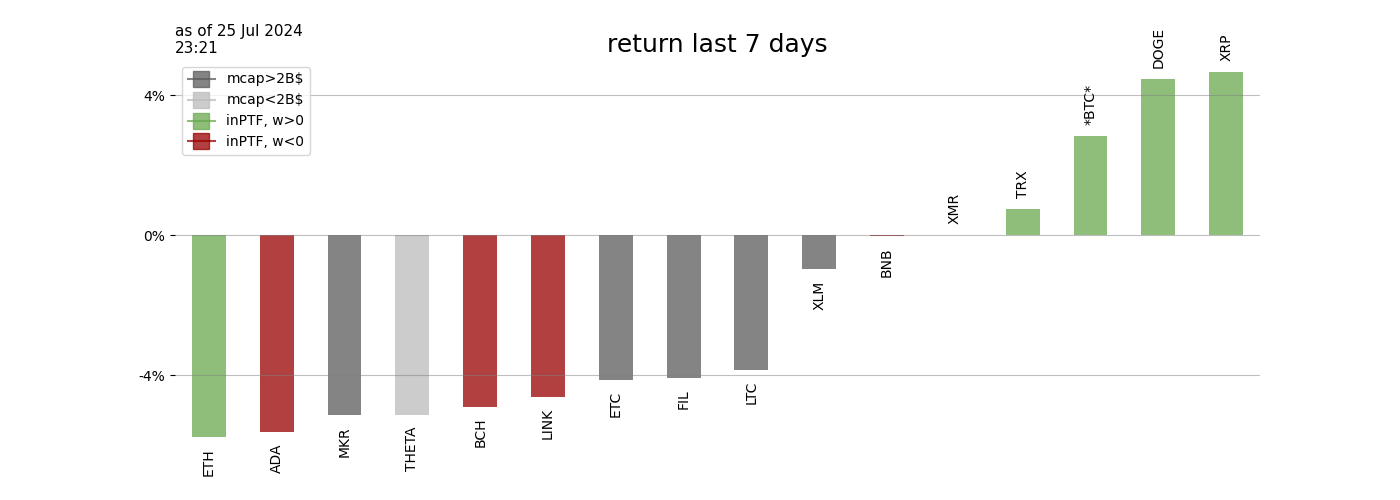 as of 25 Jul 2024
23:21
return last 7 days
mcap>2B$
mcap<2B$
inPTF, w>0
inPTF, w<0
4%
0%
-4%
ETH
ADA
MKR
THETA
BCH
LINK
ETC
FIL
LTC
XLM
BNB
XMR
TRX
*BTC*
DOGE
XRP